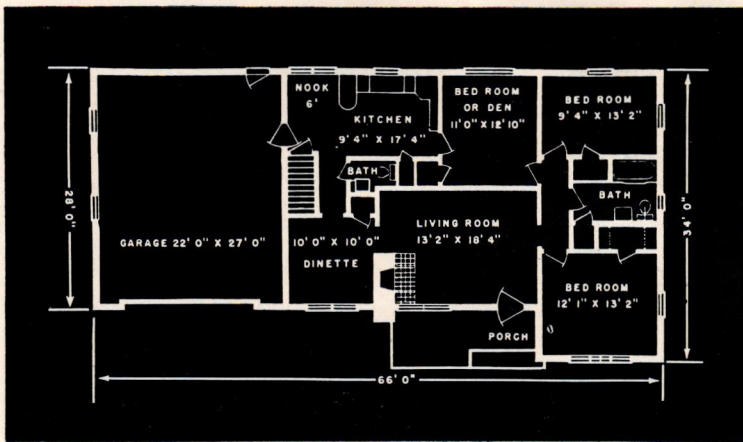 NOOK
6'
KITCHEN
9' 4" X 17' 4"
BED ROOM
OR DEN
11' 0" X 12' 10"
BED ROOM
9' 4" X 13' 2"
BATH
BATH
28' 0"
34' 0"
GARAGE 22' 0" X 27' 0"
10' 0" X 10' 0"
DINETTE
LIVING ROOM
13' 2" X 18' 4"
BED ROOM
12' 1" X 13' 2"
PORCH
66' 0"